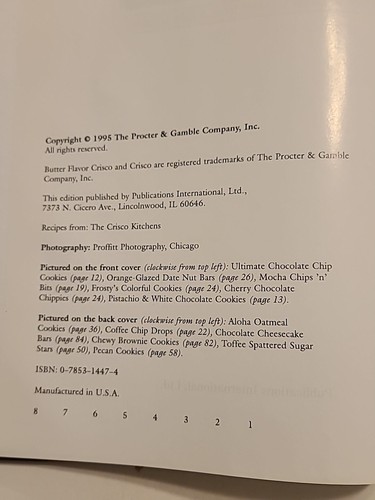 Copyright © 1995 The Procter & Gamble Company, Inc.
All rights reserved.
Butter Flavor Crisco and Crisco are registered trademarks of The Procter & Gamble
Company, Inc.
This edition published by Publications International, Ltd.,
7373 N. Cicero Ave., Lincolnwood, IL 60646.
Recipes from: The Crisco Kitchens
Photography: Proffitt Photography, Chicago
Pictured on the front cover (clockwise from top left): Ultimate Chocolate Chip
Cookies (page 12), Orange-Glazed Date Nut Bars (page 26), Mocha Chips 'n'
Bits (page 19), Frosty's Colorful Cookies (page 24), Cherry Chocolate
Chippies (page 24), Pistachio & White Chocolate Cookies (page 13).
Pictured on the back cover (clockwise from top left): Aloha Oatmeal
Cookies (page 36), Coffee Chip Drops (page 22), Chocolate Cheesecake
Bars (page 84), Chewy Brownie Cookies (page 82), Toffee Spattered Sugar
Stars (page 50), Pecan Cookies (page 58).
ISBN: 0-7853-1447-4
Manufactured in U.S.A.
8 7 6 5 4 3 2 1